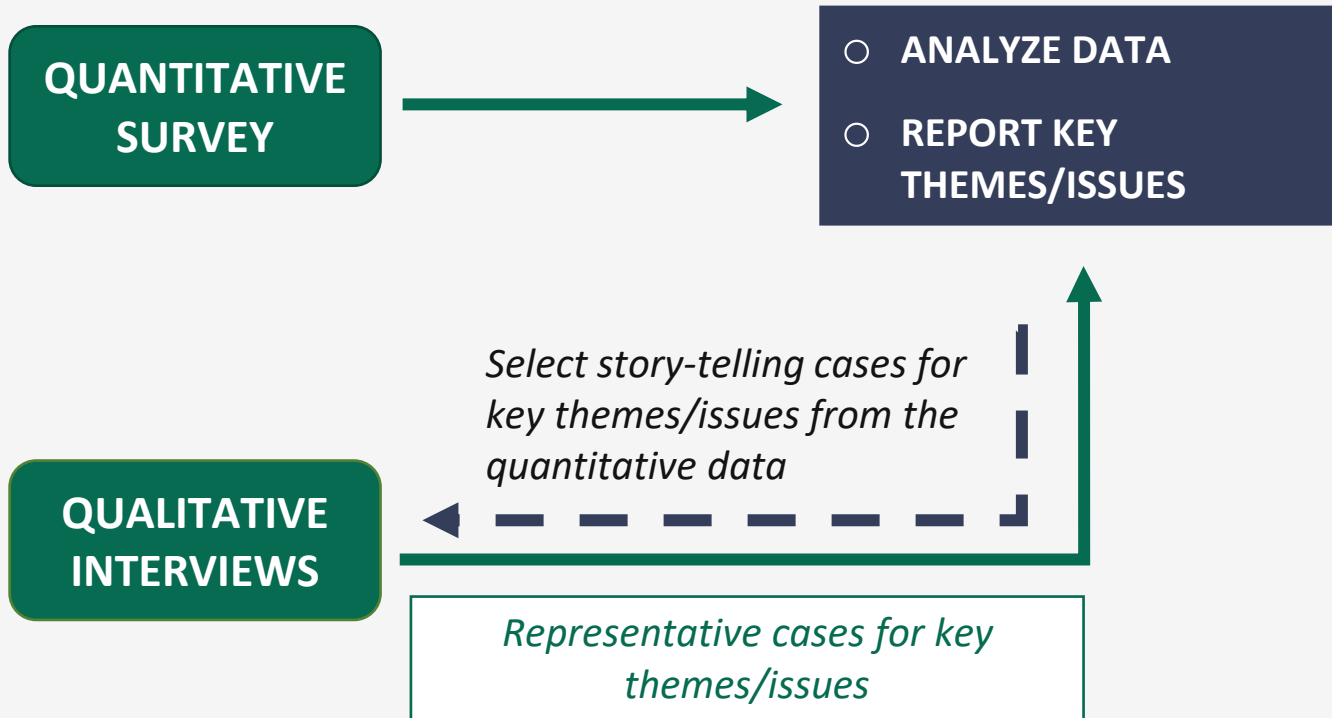 QUANTITATIVE
SURVEY
○ ANALYZE DATA
○ REPORT KEY
THEMES/ISSUES
Select story-telling cases for
key themes/issues from the
quantitative data
QUALITATIVE
INTERVIEWS
Representative cases for key
themes/issues